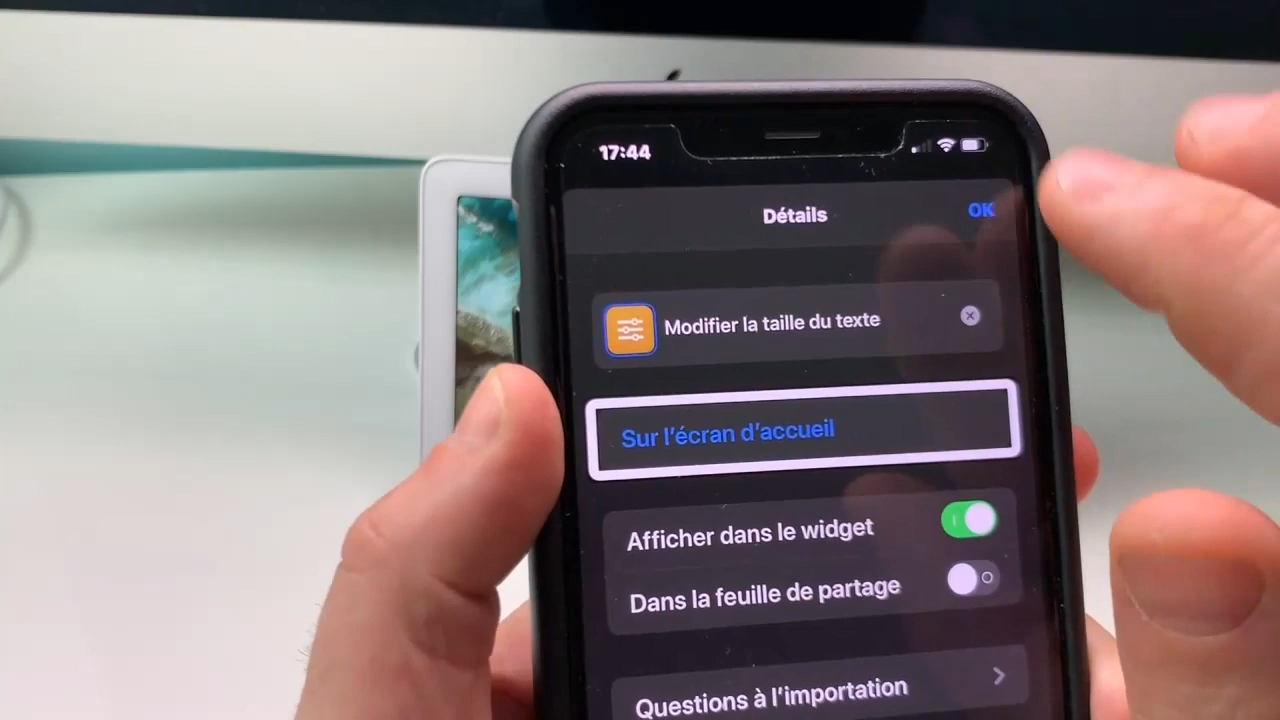 17:44
Détails
OK
Modifier la taille du texte
Sur l'écran d'accueil
Afficher dans le widget
Dans la feuille de partage
Questions à l'importation